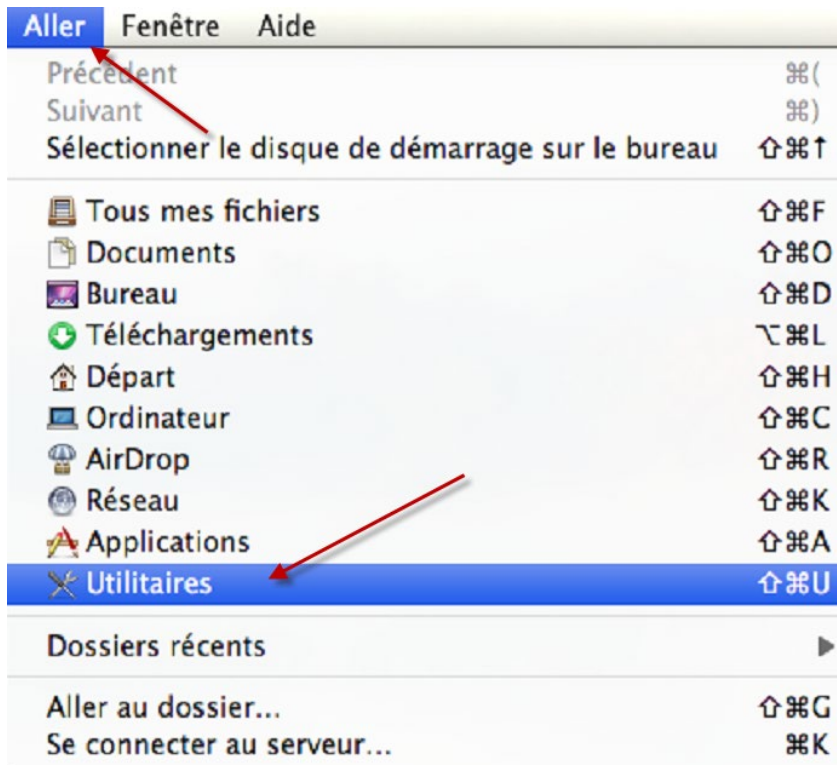 Aller Fenêtre Aide
Précédent ⌘(
Suivant ⌘)
Sélectionner le disque de démarrage sur le bureau ⇧⌘↑
Tous mes fichiers ⇧⌘F
Documents ⇧⌘O
Bureau ⇧⌘D
Téléchargements ⌥⌘L
Départ ⇧⌘H
Ordinateur ⇧⌘C
AirDrop ⇧⌘R
Réseau ⇧⌘K
Applications ⇧⌘A
Utilitaires ⇧⌘U
Dossiers récents ▶
Aller au dossier... ⇧⌘G
Se connecter au serveur... ⌘K